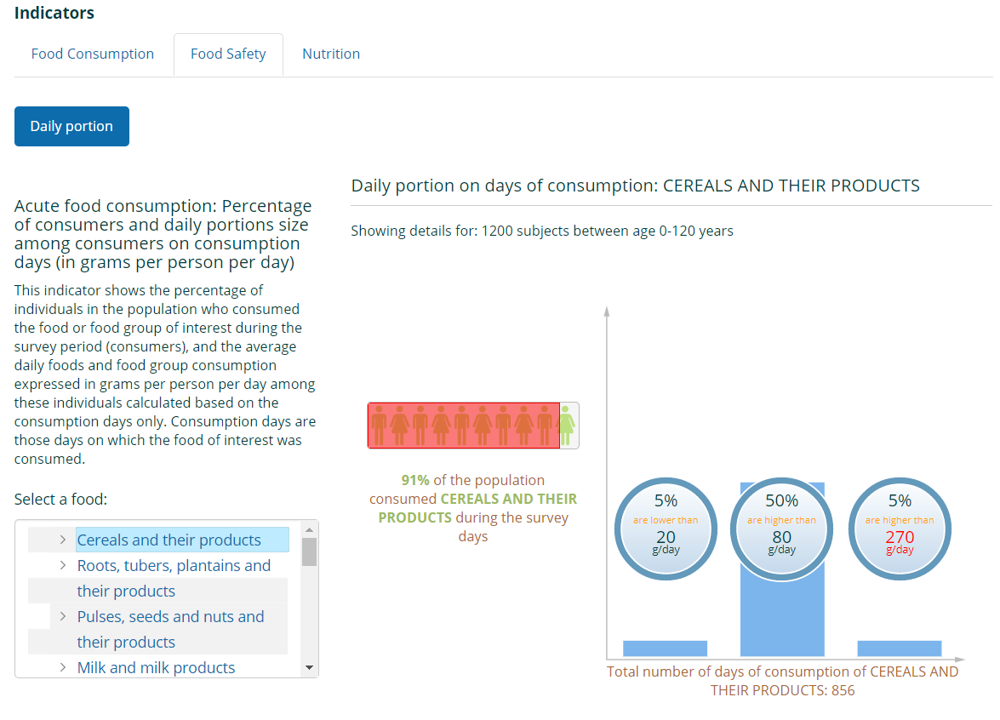 Indicators
Food Consumption
Food Safety
Nutrition
Daily portion
Acute food consumption: Percentage
of consumers and daily portions size
among consumers on consumption
days (in grams per person per day)
This indicator shows the percentage of
individuals in the population who consumed
the food or food group of interest during the
survey period (consumers), and the average
daily foods and food group consumption
expressed in grams per person per day among
these individuals calculated based on the
consumption days only. Consumption days are
those days on which the food of interest was
consumed.
Select a food:
Cereals and their products
Roots, tubers, plantains and
their products
Pulses, seeds and nuts and
their products
Milk and milk products
Daily portion on days of consumption: CEREALS AND THEIR PRODUCTS
Showing details for: 1200 subjects between age 0-120 years
91% of the population
consumed CEREALS AND THEIR
PRODUCTS during the survey
days
5%
are lower than
20
g/day
50%
are higher than
80
g/day
5%
are higher than
270
g/day
Total number of days of consumption of CEREALS AND
THEIR PRODUCTS: 856